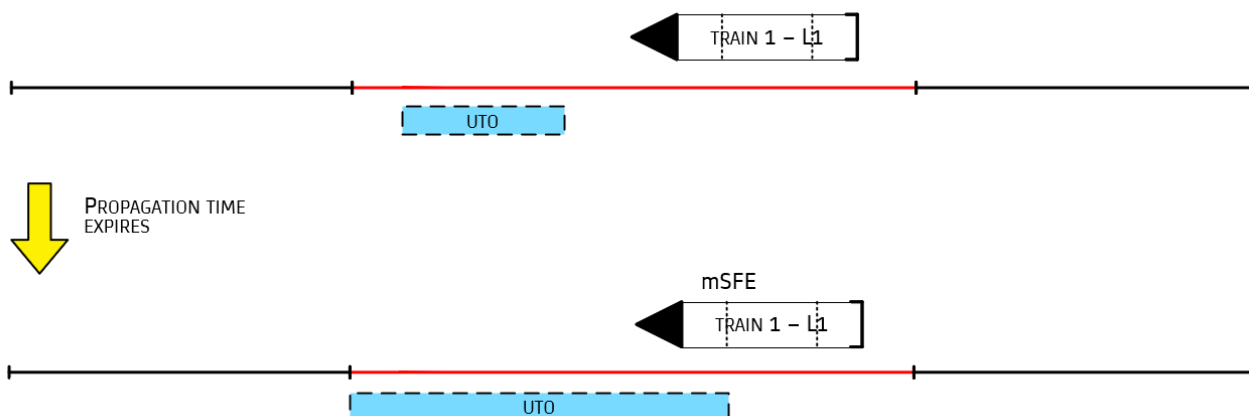 TRAIN 1 – L1
UTO
PROPAGATION TIME
EXPIRES
mSFE
TRAIN 1 – L1
UTO